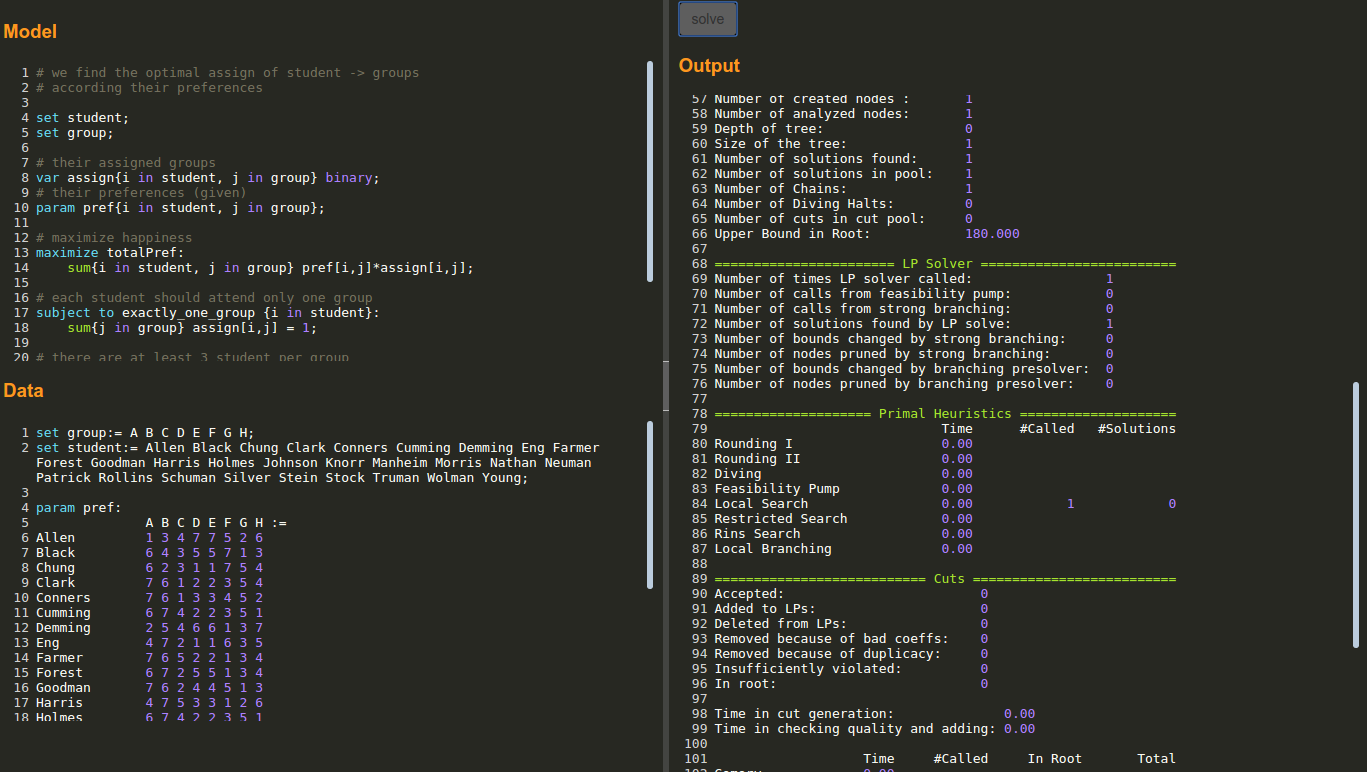 Model
1 # we find the optimal assign of student -> groups
2 # according their preferences
3
4 set student;
5 set group;
6
7 # their assigned groups
8 var assign{i in student, j in group} binary;
9 # their preferences (given)
10 param pref{i in student, j in group};
11
12 # maximize happiness
13 maximize totalPref:
14     sum{i in student, j in group} pref[i,j]*assign[i,j];
15
16 # each student should attend only one group
17 subject to exactly_one_group {i in student}:
18     sum{j in group} assign[i,j] = 1;
19
20 # there are at least 3 student per group
Data
1 set group:= A B C D E F G H;
2 set student:= Allen Black Chung Clark Conners Cumming Demming Eng Farmer
Forest Goodman Harris Holmes Johnson Knorr Manheim Morris Nathan Neuman
Patrick Rollins Schuman Silver Stein Stock Truman Wolman Young;
3
4 param pref:
5               A B C D E F G H :=
6 Allen         1 3 4 7 7 5 2 6
7 Black         6 4 3 5 5 7 1 3
8 Chung         6 2 3 1 1 7 5 4
9 Clark         7 6 1 2 2 3 5 4
10 Conners       7 6 1 3 3 4 5 2
11 Cumming       6 7 4 2 2 3 5 1
12 Demming       2 5 4 6 6 1 3 7
13 Eng           4 7 2 1 1 6 3 5
14 Farmer        7 6 5 2 2 1 3 4
15 Forest        6 7 2 5 5 1 3 4
16 Goodman       7 6 2 4 4 5 1 3
17 Harris        4 7 5 3 3 1 2 6
18 Holmes        6 7 4 2 2 3 5 1
solve
Output
57 Number of created nodes :       1
58 Number of analyzed nodes:       1
59 Depth of tree:                  0
60 Size of the tree:               1
61 Number of solutions found:      1
62 Number of solutions in pool:    1
63 Number of Chains:               1
64 Number of Diving Halts:         0
65 Number of cuts in cut pool:     0
66 Upper Bound in Root:            180.000
67
68 ======================= LP Solver =========================
69 Number of times LP solver called:                 1
70 Number of calls from feasibility pump:            0
71 Number of calls from strong branching:            0
72 Number of solutions found by LP solve:            1
73 Number of bounds changed by strong branching:     0
74 Number of nodes pruned by strong branching:       0
75 Number of bounds changed by branching presolver:  0
76 Number of nodes pruned by branching presolver:    0
77
78 ==================== Primal Heuristics ====================
79                              Time      #Called   #Solutions
80 Rounding I                   0.00
81 Rounding II                  0.00
82 Diving                       0.00
83 Feasibility Pump             0.00
84 Local Search                 0.00            1            0
85 Restricted Search            0.00
86 Rins Search                  0.00
87 Local Branching              0.00
88
89 =========================== Cuts ==========================
90 Accepted:                         0
91 Added to LPs:                     0
92 Deleted from LPs:                 0
93 Removed because of bad coeffs:    0
94 Removed because of duplicacy:     0
95 Insufficiently violated:          0
96 In root:                          0
97
98 Time in cut generation:              0.00
99 Time in checking quality and adding: 0.00
100
101                    Time     #Called     In Root       Total